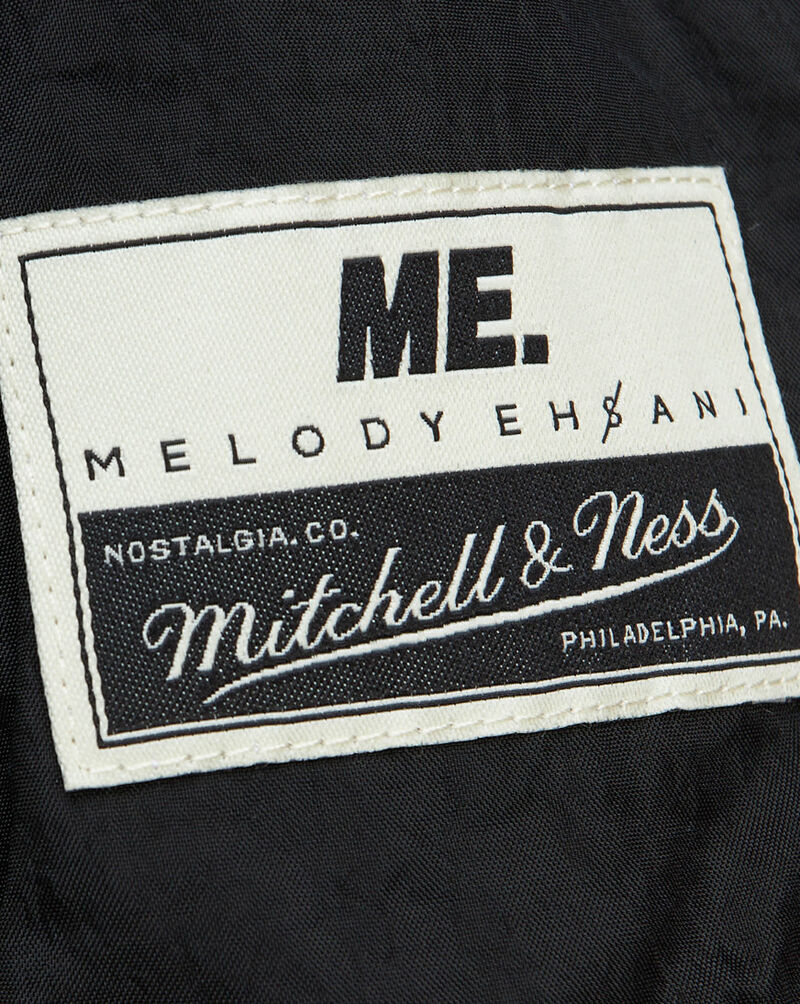 ME.
MELODY EHSANI
NOSTALGIA. CO.
Mitchell & Ness
PHILADELPHIA, PA.